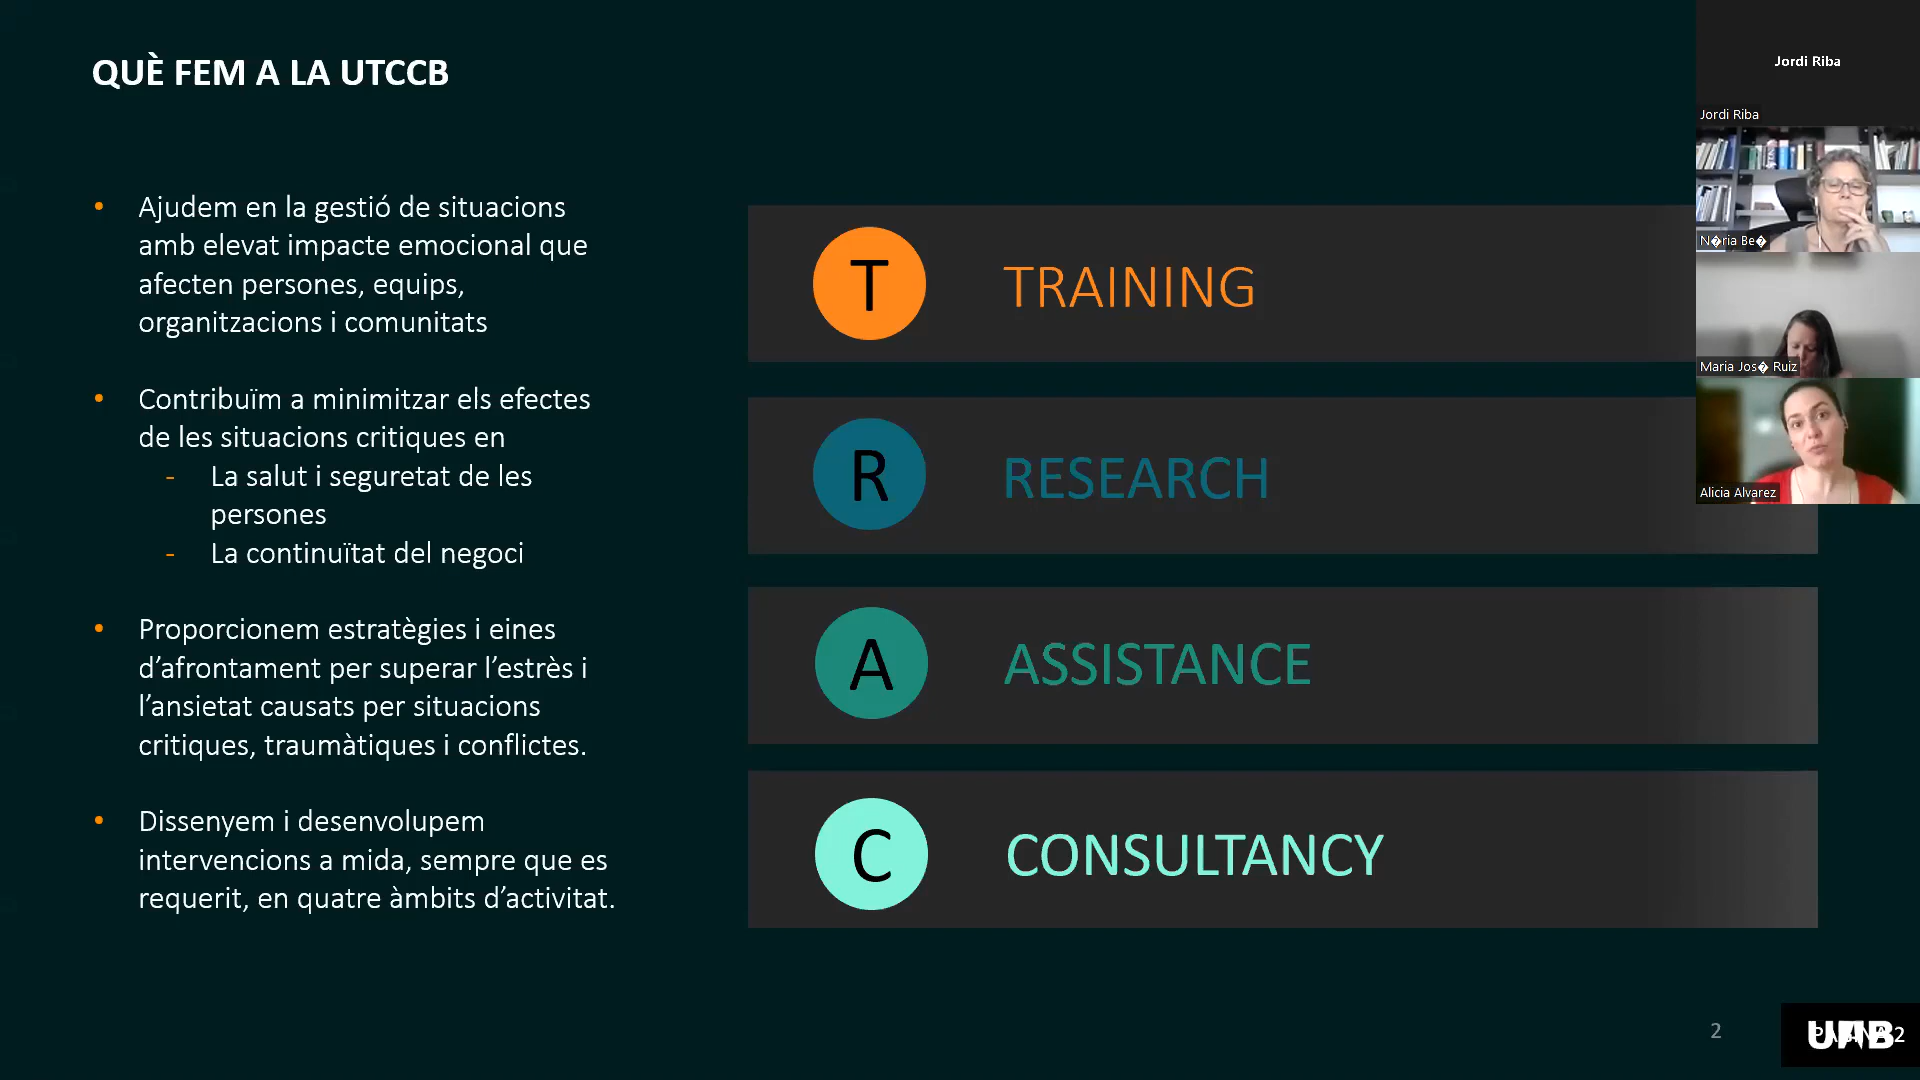 QUÈ FEM A LA UTCCB
• Ajudem en la gestió de situacions
amb elevat impacte emocional que
afecten persones, equips,
organitzacions i comunitats
• Contribuïm a minimitzar els efectes
de les situacions critiques en
- La salut i seguretat de les
persones
- La continuïtat del negoci
• Proporcionem estratègies i eines
d’afrontament per superar l’estrès i
l’ansietat causats per situacions
critiques, traumàtiques i conflictes.
• Dissenyem i desenvolupem
intervencions a mida, sempre que es
requerit, en quatre àmbits d’activitat.
T TRAINING
R RESEARCH
A ASSISTANCE
C CONSULTANCY
Jordi Riba
Jordi Riba
N�ria Be�
Maria Jos� Ruiz
Alicia Alvarez
2
UAB
2